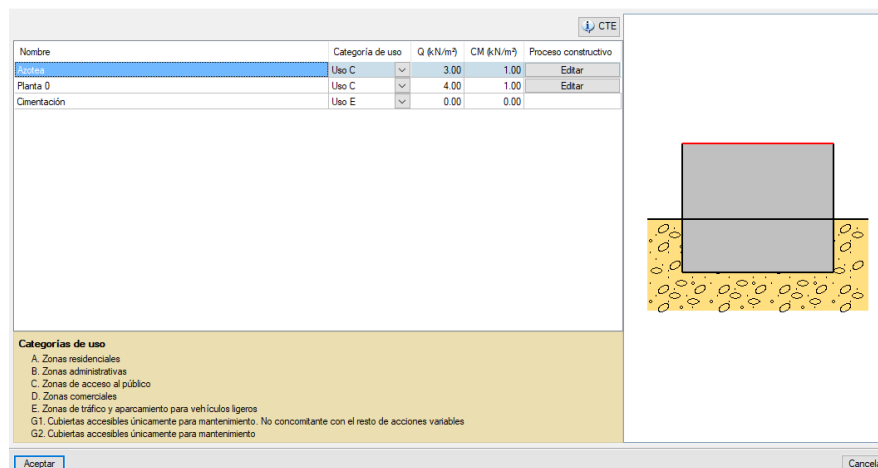 CTE
Nombre Categoría de uso Q (kN/m²) CM (kN/m²) Proceso constructivo
Azotea Uso C 3.00 1.00 Editar
Planta 0 Uso C 4.00 1.00 Editar
Cimentación Uso E 0.00 0.00
Categorías de uso
A. Zonas residenciales
B. Zonas administrativas
C. Zonas de acceso al público
D. Zonas comerciales
E. Zonas de tráfico y aparcamiento para vehículos ligeros
G1. Cubiertas accesibles únicamente para mantenimiento. No concomitante con el resto de acciones variables
G2. Cubiertas accesibles únicamente para mantenimiento
Aceptar Cancela